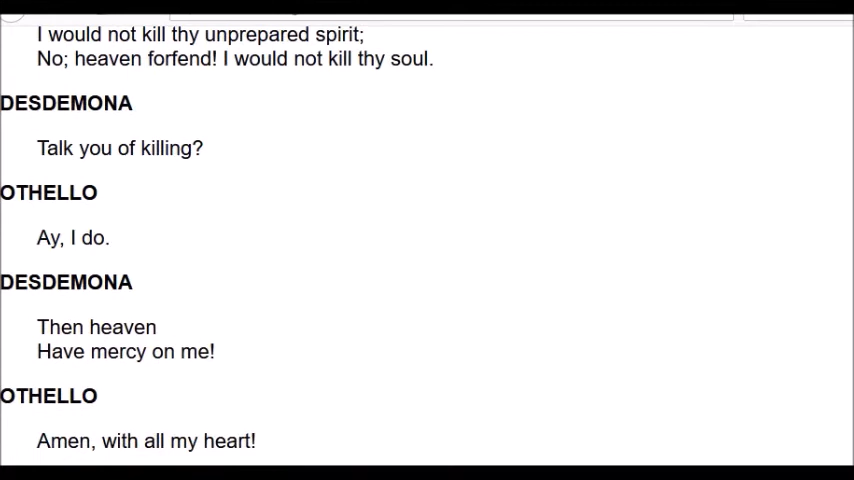 I would not kill thy unprepared spirit;
No; heaven forfend! I would not kill thy soul.
DESDEMONA
Talk you of killing?
OTHELLO
Ay, I do.
DESDEMONA
Then heaven
Have mercy on me!
OTHELLO
Amen, with all my heart!